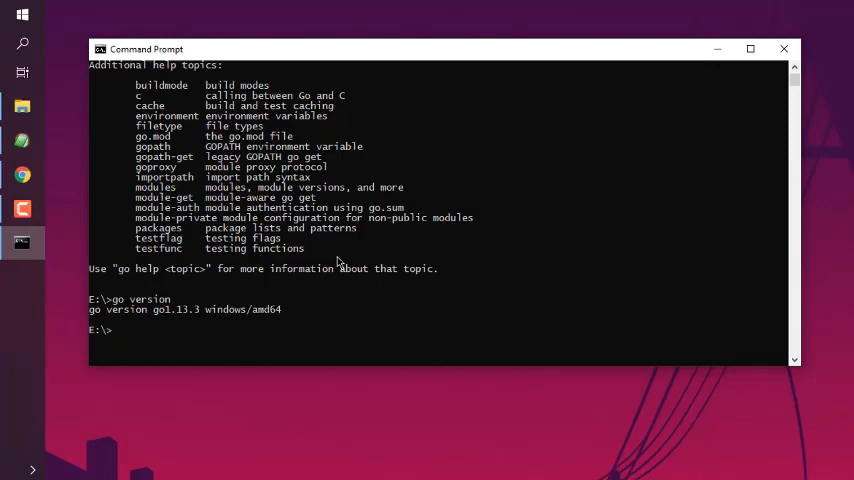 Command Prompt
Additional help topics:
buildmode build modes
c calling between Go and C
cache build and test caching
environment environment variables
filetype file types
go.mod the go.mod file
gopath GOPATH environment variable
gopath-get legacy GOPATH go get
goproxy module proxy protocol
importpath import path syntax
modules modules, module versions, and more
module-get module-aware go get
module-auth module authentication using go.sum
module-private module configuration for non-public modules
packages package lists and patterns
testflag testing flags
testfunc testing functions
Use "go help <topic>" for more information about that topic.
E:\>go version
go version go1.13.3 windows/amd64
E:\>